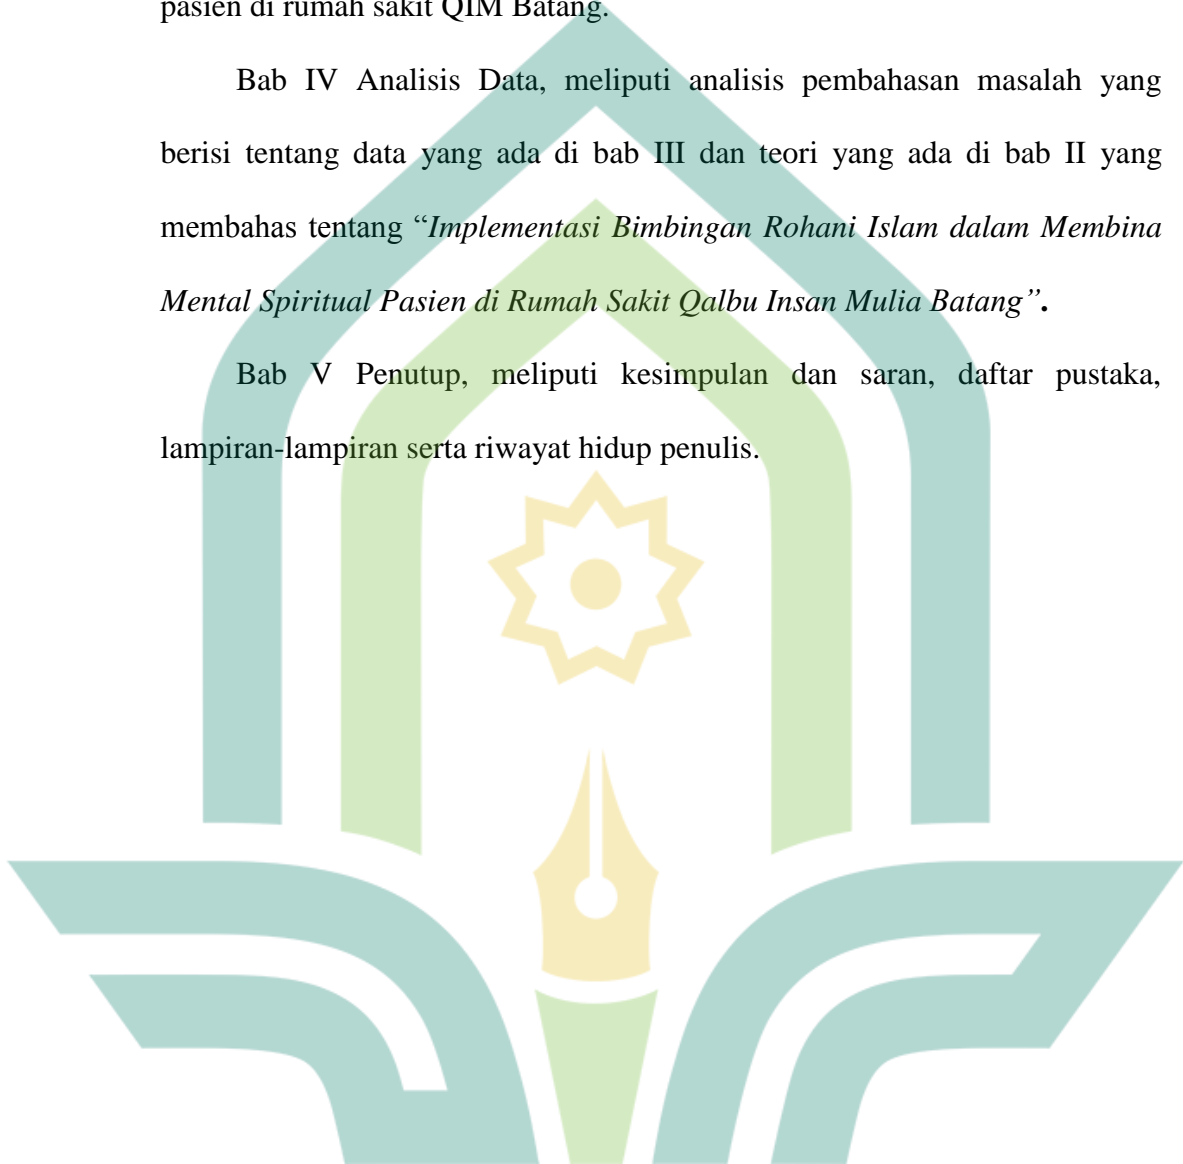 pasien di rumah sakit QIM Batang.
Bab IV Analisis Data, meliputi analisis pembahasan masalah yang
berisi tentang data yang ada di bab III dan teori yang ada di bab II yang
membahas tentang “Implementasi Bimbingan Rohani Islam dalam Membina
Mental Spiritual Pasien di Rumah Sakit Qalbu Insan Mulia Batang”.
Bab V Penutup, meliputi kesimpulan dan saran, daftar pustaka,
lampiran-lampiran serta riwayat hidup penulis.